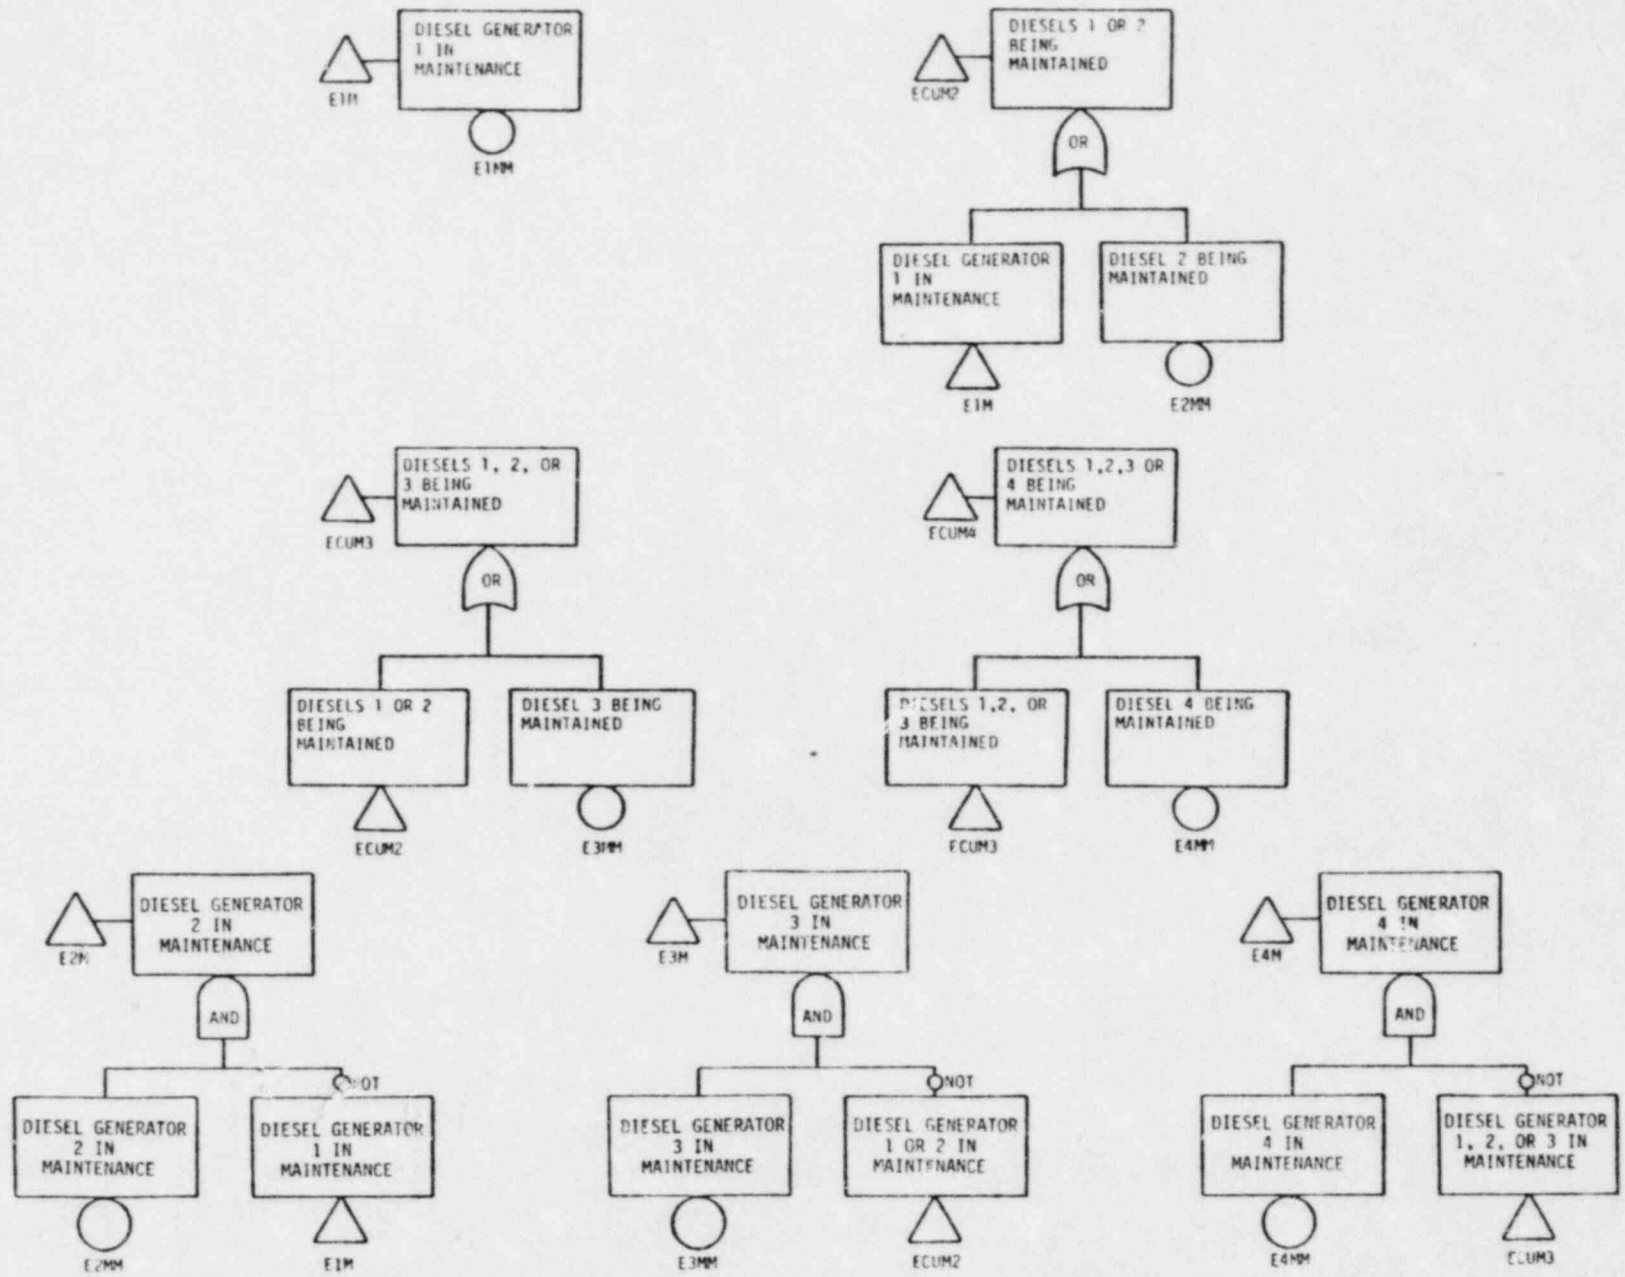 DIESEL GENERATOR
1 IN
MAINTENANCE
E1M
E1MM
DIESELS 1 OR 2
BEING
MAINTAINED
ECUM2
OR
DIESEL GENERATOR
1 IN
MAINTENANCE
E1M
DIESEL 2 BEING
MAINTAINED
E2MM
DIESELS 1, 2, OR
3 BEING
MAINTAINED
ECUM3
OR
DIESELS 1 OR 2
BEING
MAINTAINED
ECUM2
DIESEL 3 BEING
MAINTAINED
E3MM
DIESELS 1,2,3 OR
4 BEING
MAINTAINED
ECUM4
OR
DIESELS 1,2, OR
3 BEING
MAINTAINED
ECUM3
DIESEL 4 BEING
MAINTAINED
E4MM
DIESEL GENERATOR
2 IN
MAINTENANCE
E2M
AND
NOT
DIESEL GENERATOR
2 IN
MAINTENANCE
E2MM
DIESEL GENERATOR
1 IN
MAINTENANCE
E1M
DIESEL GENERATOR
3 IN
MAINTENANCE
E3M
AND
NOT
DIESEL GENERATOR
3 IN
MAINTENANCE
E3MM
DIESEL GENERATOR
1 OR 2 IN
MAINTENANCE
ECUM2
DIESEL GENERATOR
4 IN
MAINTENANCE
E4M
AND
NOT
DIESEL GENERATOR
4 IN
MAINTENANCE
E4MM
DIESEL GENERATOR
1, 2, OR 3 IN
MAINTENANCE
ECUM3